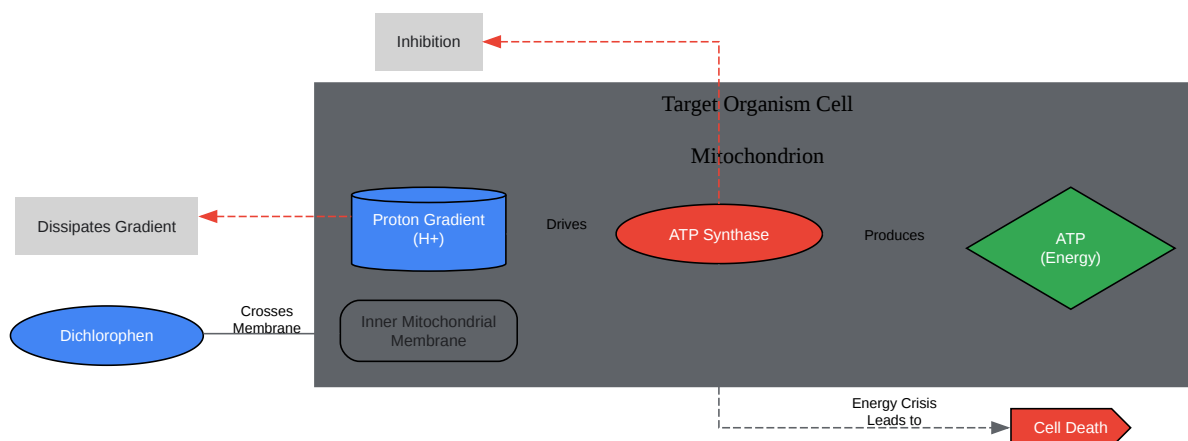 Inhibition
Target Organism Cell
Mitochondrion
Dissipates Gradient
Proton Gradient
(H+)
Drives
ATP Synthase
Produces
ATP
(Energy)
Dichlorophen
Crosses
Membrane
Inner Mitochondrial
Membrane
Energy Crisis
Leads to
Cell Death